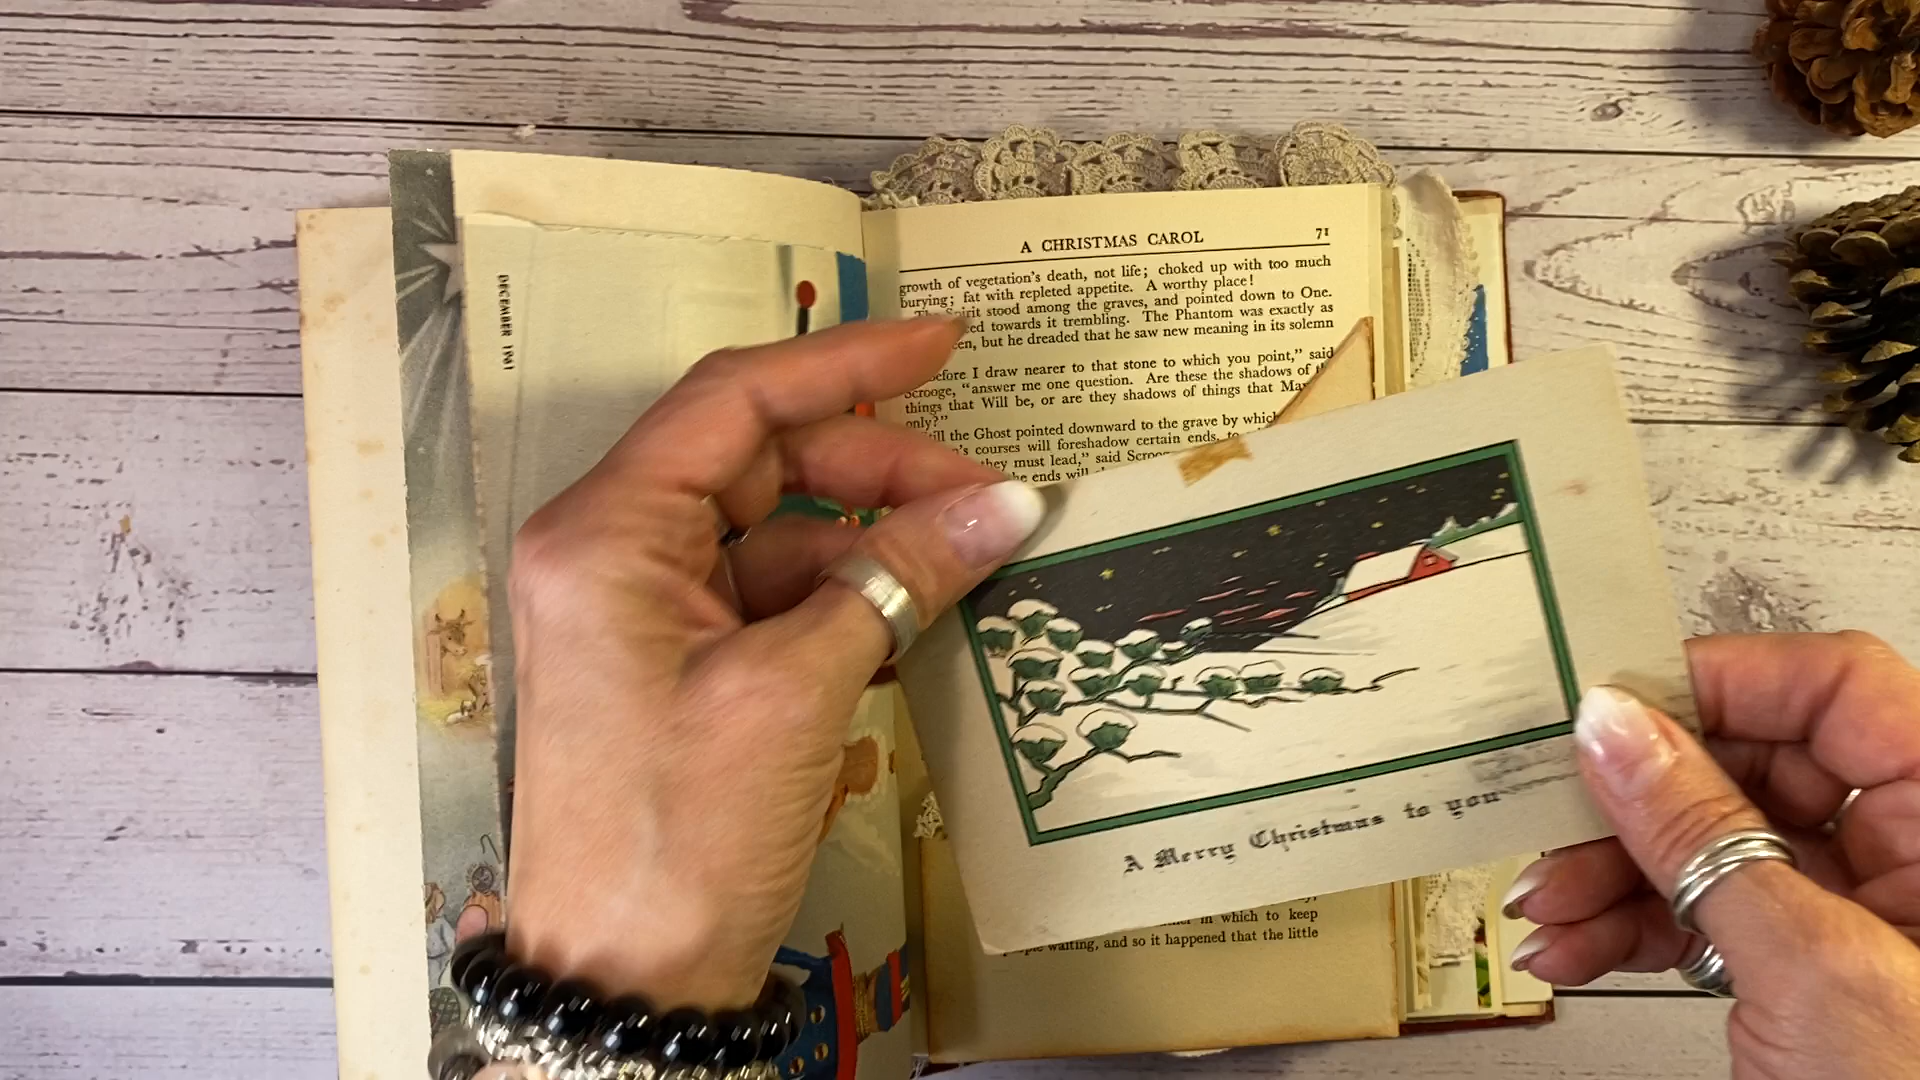 DECEMBER 1961
A CHRISTMAS CAROL 71
growth of vegetation's death, not life; choked up with too much
burying; fat with repleted appetite. A worthy place!
The Spirit stood among the graves, and pointed down to One.
towards it trembling. The Phantom was exactly as
but he dreaded that he saw new meaning in its solemn
I draw nearer to that stone to which you point," said
Scrooge, "answer me one question. Are these the shadows of
things that Will be, or are they shadows of things that May
only?"
the Ghost pointed downward to the grave by which
courses will foreshadow certain ends, to
they must lead," said
ends will
A Merry Christmas to you
in which to keep
people waiting, and so it happened that the little